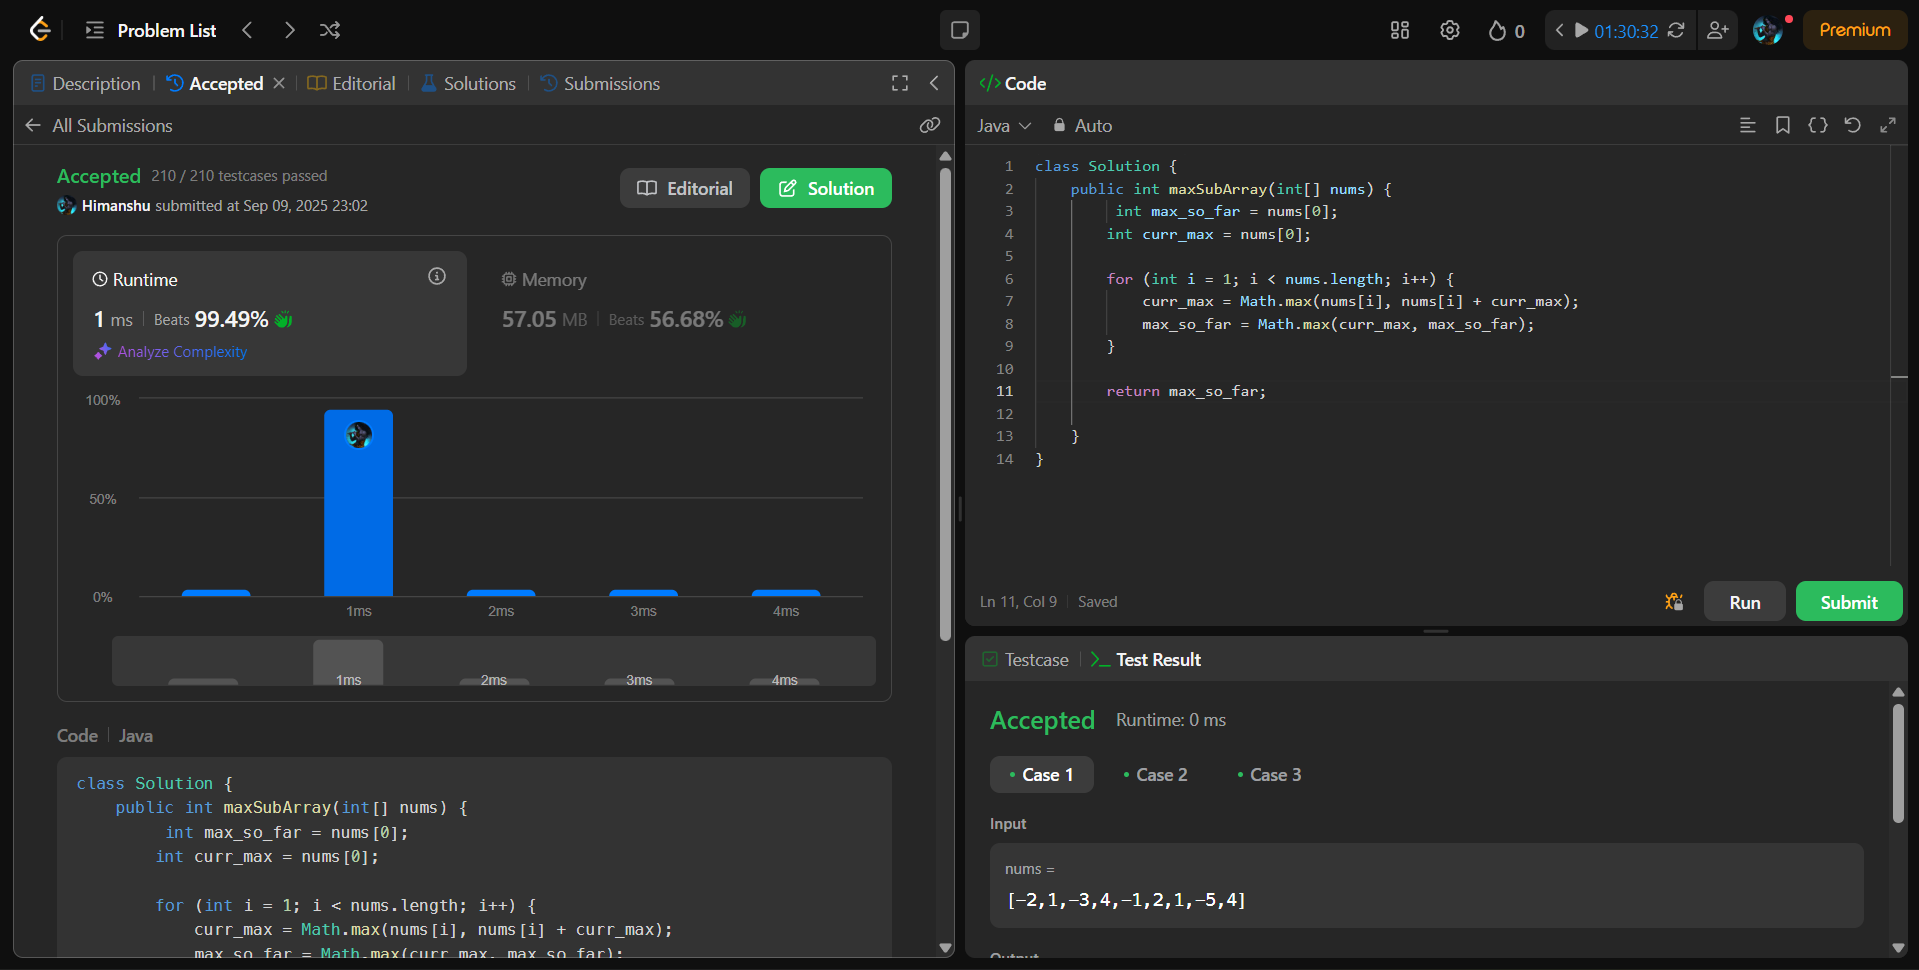 Problem List
0
01:30:32
Premium
Description
Accepted
Editorial
Solutions
Submissions
All Submissions
Accepted 210 / 210 testcases passed
Himanshu submitted at Sep 09, 2025 23:02
Editorial
Solution
Runtime
1 ms Beats 99.49%
Analyze Complexity
Memory
57.05 MB Beats 56.68%
100%
50%
0%
1ms 2ms 3ms 4ms
1ms 2ms 3ms 4ms
Code Java
class Solution {
public int maxSubArray(int[] nums) {
int max_so_far = nums[0];
int curr_max = nums[0];
for (int i = 1; i < nums.length; i++) {
curr_max = Math.max(nums[i], nums[i] + curr_max);
max_so_far = Math.max(curr_max, max_so_far);
</> Code
Java Auto
1 class Solution {
2 public int maxSubArray(int[] nums) {
3 int max_so_far = nums[0];
4 int curr_max = nums[0];
5
6 for (int i = 1; i < nums.length; i++) {
7 curr_max = Math.max(nums[i], nums[i] + curr_max);
8 max_so_far = Math.max(curr_max, max_so_far);
9 }
10
11 return max_so_far;
12
13 }
14 }
Ln 11, Col 9 Saved
Run
Submit
Testcase
Test Result
Accepted Runtime: 0 ms
Case 1
Case 2
Case 3
Input
nums =
[-2,1,-3,4,-1,2,1,-5,4]
Output